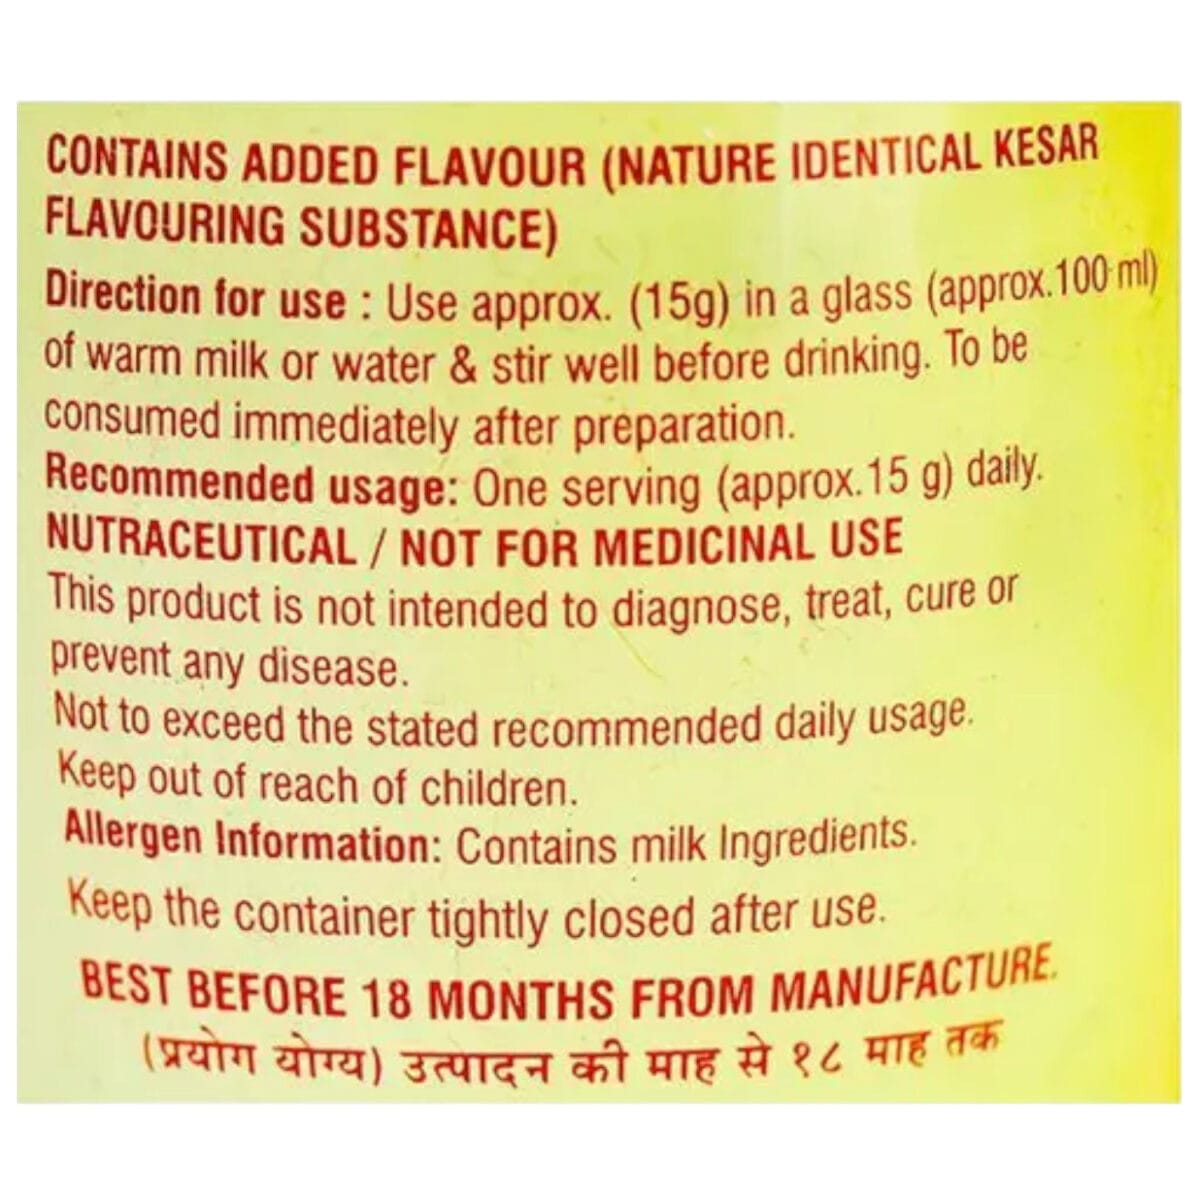 CONTAINS ADDED FLAVOUR (NATURE IDENTICAL KESAR
FLAVOURING SUBSTANCE)
Direction for use : Use approx. (15g) in a glass (approx.100 ml)
of warm milk or water & stir well before drinking. To be
consumed immediately after preparation.
Recommended usage: One serving (approx.15 g) daily.
NUTRACEUTICAL / NOT FOR MEDICINAL USE
This product is not intended to diagnose, treat, cure or
prevent any disease.
Not to exceed the stated recommended daily usage.
Keep out of reach of children.
Allergen Information: Contains milk Ingredients.
Keep the container tightly closed after use.
BEST BEFORE 18 MONTHS FROM MANUFACTURE.
(प्रयोग योग्य) उत्पादन की माह से १८ माह तक